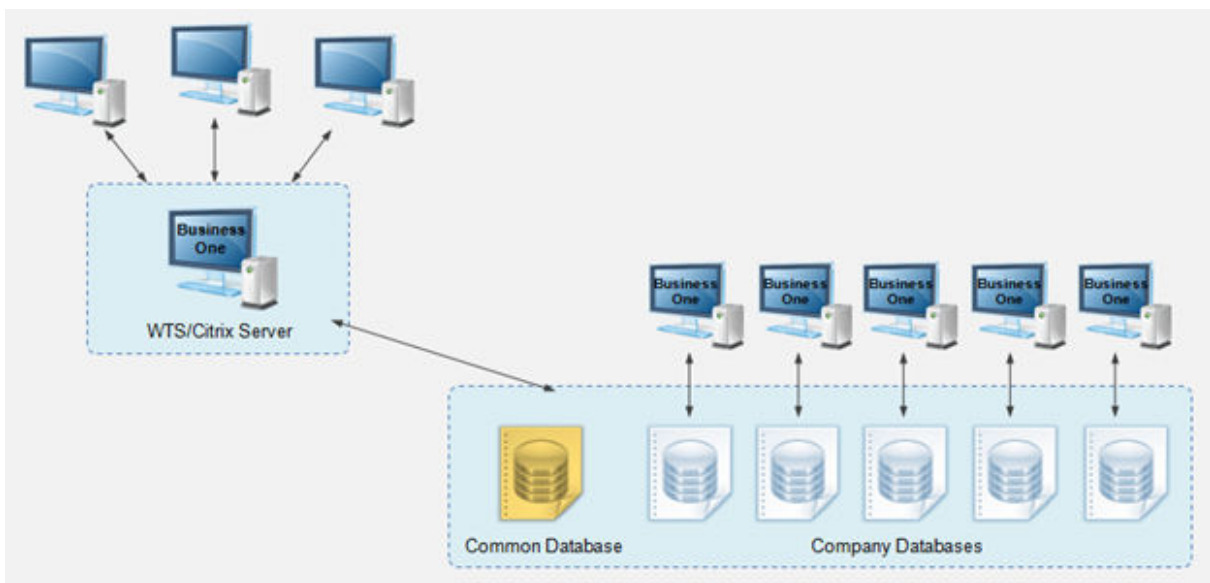 Business
One
WTS/Citrix Server
Business
One
Business
One
Business
One
Business
One
Business
One
Common Database
Company Databases